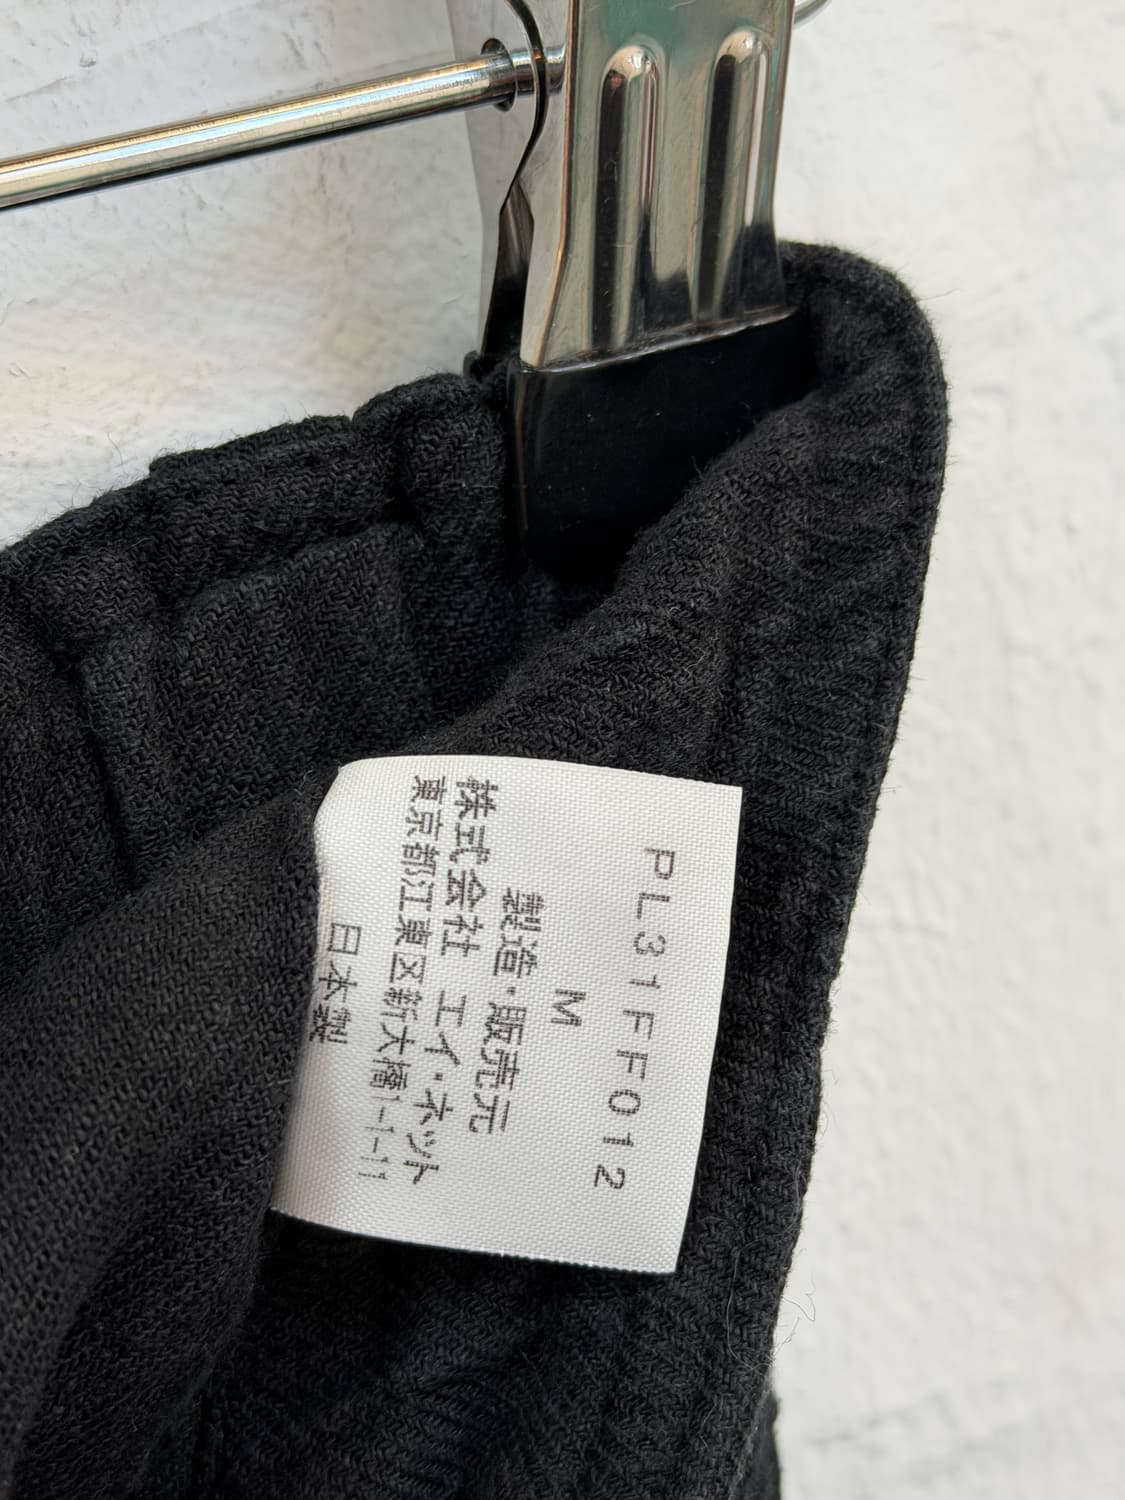 PL31FF012
M
製造・販売元
株式会社 エイ・ネット
東京都江東区新大橋1-1-11
日本製